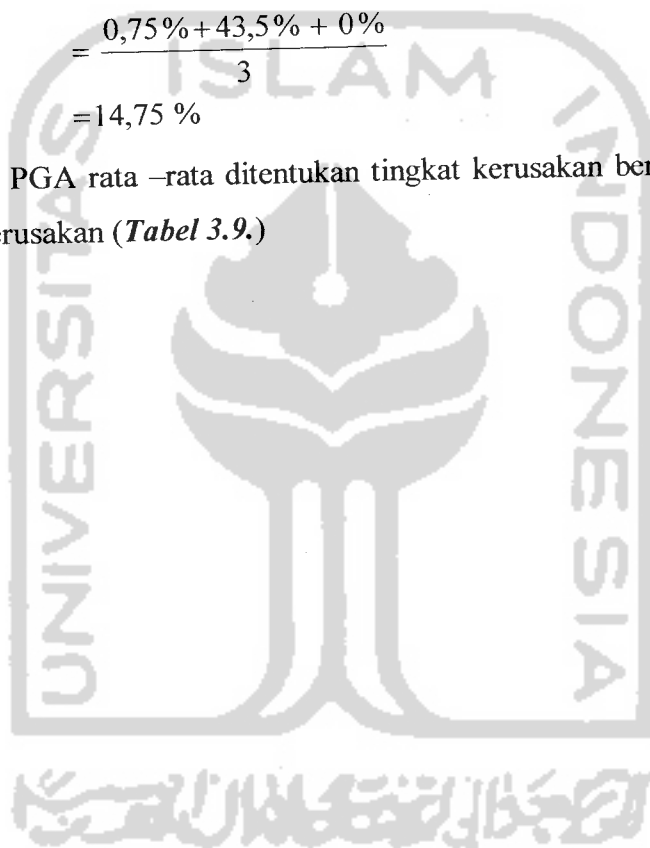 = 0,75%+43,5% + 0%
3
=14,75 %
PGA rata –rata ditentukan tingkat kerusakan ber
erusakan (Tabel 3.9.)
ISLAM
UNIVERSITAS
INDONESIA